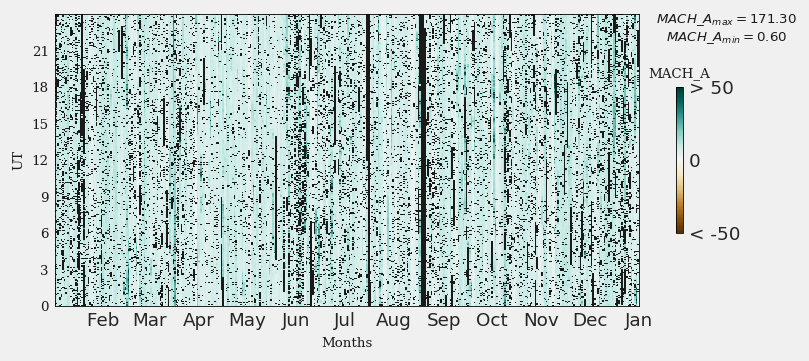 MACH_A_max = 171.30
MACH_A_min = 0.60
MACH_A
> 50
0
< -50
UT
21
18
15
12
9
6
3
0
Feb Mar Apr May Jun Jul Aug Sep Oct Nov Dec Jan
Months